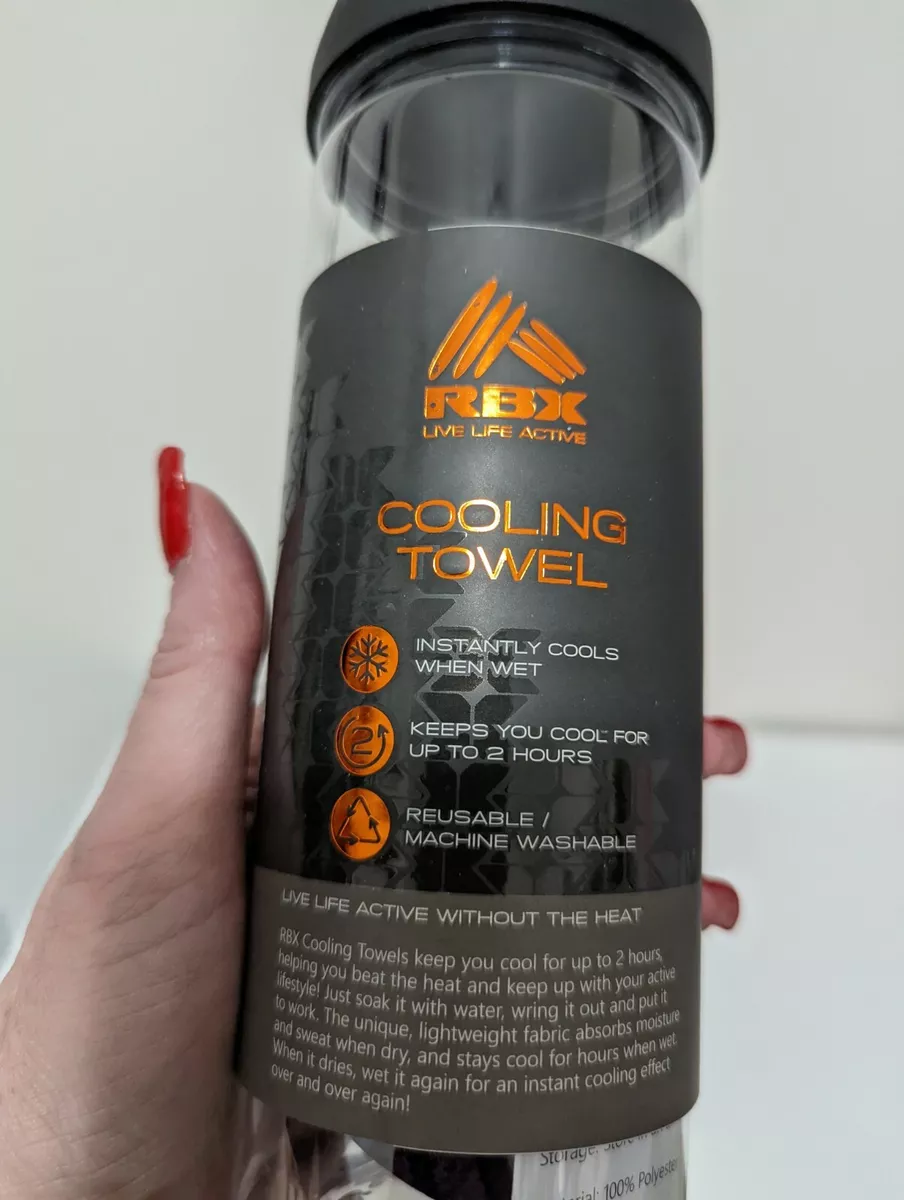 RBX
LIVE LIFE ACTIVE
COOLING
TOWEL
INSTANTLY COOLS
WHEN WET
2
KEEPS YOU COOL FOR
UP TO 2 HOURS
REUSABLE /
MACHINE WASHABLE
LIVE LIFE ACTIVE WITHOUT THE HEAT
RBX Cooling Towels keep you cool for up to 2 hours,
helping you beat the heat and keep up with your active
lifestyle! Just soak it with water, wring it out and put it
to work. The unique, lightweight fabric absorbs moisture
and sweat when dry, and stays cool for hours when wet.
When it dries, wet it again for an instant cooling effect
over and over again!
Storage: Store in
100% Polyester